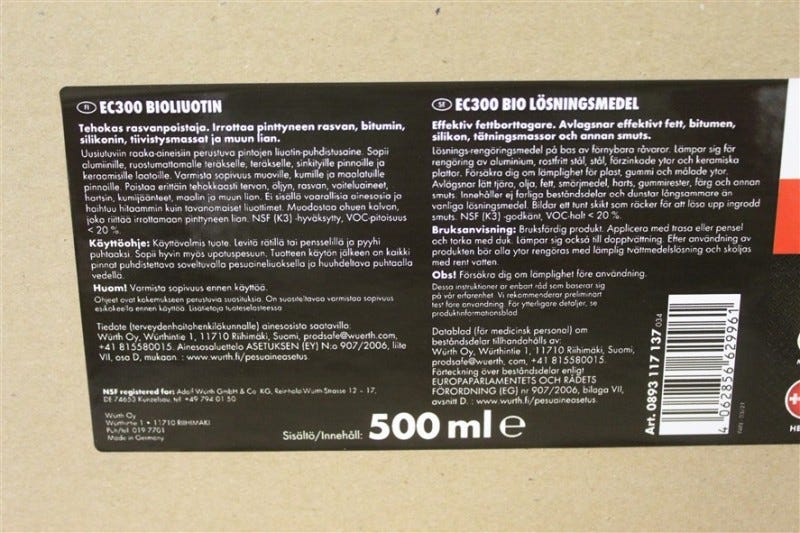 FI EC300 BIOLIUOTIN
Tehokas rasvanpoistaja. Irrottaa pinttyneen rasvan, bitumin,
silikonin, tiivistysmassat ja muun lian.
Uusiutuviin raaka-aineisiin perustuva pintojen liuotin-puhdistusaine. Sopii
alumiinille, ruostumattomalle teräkselle, teräkselle, sinkityille pinnoille ja
keraamisille laatoille. Varmista sopivuus muoville, kumille ja maalatuille
pinnoille. Poistaa erittäin tehokkaasti tervan, öljyn, rasvan, voiteluaineet,
hartsin, kumijäänteet, maalin ja muun lian. Ei sisällä vaarallisia ainesosia ja
haihtuu hitaammin kuin tavanomaiset liuottimet. Muodostaa ohuen kalvon,
joka riittää irrottamaan pinttyneen lian. NSF (K3) -hyväksytty, VOC-pitoisuus
< 20 %.
Käyttöohje: Käyttövalmis tuote. Levitä rätillä tai pensselillä ja pyyhi
puhtaaksi. Sopii hyvin myös upotuspesuun. Tuotteen käytön jälkeen on kaikki
pinnat puhdistettava soveltuvalla pesuaineliuoksella ja huuhdeltava puhtaalla
vedellä.
Huom! Varmista sopivuus ennen käyttöä.
Ohjeet ovat kokemukseen perustuvia suosituksia. On suositeltavaa varmistaa sopivuus
esikokeella ennen käyttöä. Lisätietoja tuoteselosteessa
Tiedote (terveydenhoitohenkilökunnalle) ainesosista saatavilla:
Würth Oy, Würthintie 1, 11710 Riihimäki, Suomi, prodsafe@wuerth.com,
+41 815580015. Ainesosaluettelo ASETUKSEN (EY) N:o 907/2006, liite
VII, osa D, mukaan. : www.wurth.fi/pesuaineasetus.
NSF registered for: Adolf Würth GmbH & Co. KG, Reinhold-Würth-Strasse 12 - 17,
DE-74653 Künzelsau, tel. +49 794 01 50
Würth Oy
Würthintie 1 • 11710 RIIHIMÄKI
Puh/tel 019 7701
Made in Germany
Sisältö/Innehåll: 500 ml e
SE EC300 BIO LÖSNINGSMEDEL
Effektiv fettborttagare. Avlagsnar effektivt fett, bitumen,
silikon, tätningsmassor och annan smuts.
Lösnings-rengöringsmedel på bas av förnybara råvaror. Lämpar sig för
rengöring av aluminium, rostfritt stål, stål, förzinkade ytor och keramiska
plattor. Försäkra dig om lämplighet för plast, gummi och målade ytor.
Avlägsnar lätt tjära, olja, fett, smörjmedel, harts, gummirester, färg och annan
smuts. Innehåller ej farliga beståndsdelar och dunstar långsammare än
vanliga lösningsmedel. Bildar ett tunt skikt som räcker för att lösa upp ingrodd
smuts. NSF (K3) -godkänt, VOC-halt < 20 %.
Bruksanvisning: Bruksfärdig produkt. Applicera med trasa eller pensel
och torka med duk. Lämpar sig också till dopptvättning. Efter användning av
produkten bör alla ytor rengöras med lämplig tvättmedelslösning och sköljas
med rent vatten.
Obs! Försäkra dig om lämplighet före användning.
Dessa instruktioner är enbart råd som baserar sig
på vår erfarenhet. Vi rekommenderar preliminärt
test före användning. För ytterligare detaljer, se
produktinformationsblad
Datablad (för medicinsk personal) om
beståndsdelar tillhandahålls av:
Würth Oy, Würthintie 1, 11710 Riihimäki, Suomi,
prodsafe@wuerth.com, +41 815580015.
Förteckning över beståndsdelar enligt
EUROPAPARLAMENTETS OCH RÅDETS
FÖRORDNING (EG) nr 907/2006, bilaga VII,
avsnitt D. : www.wurth.fi/pesuaineasetus.
Art. 0893 117 137 034
4 062856 629961